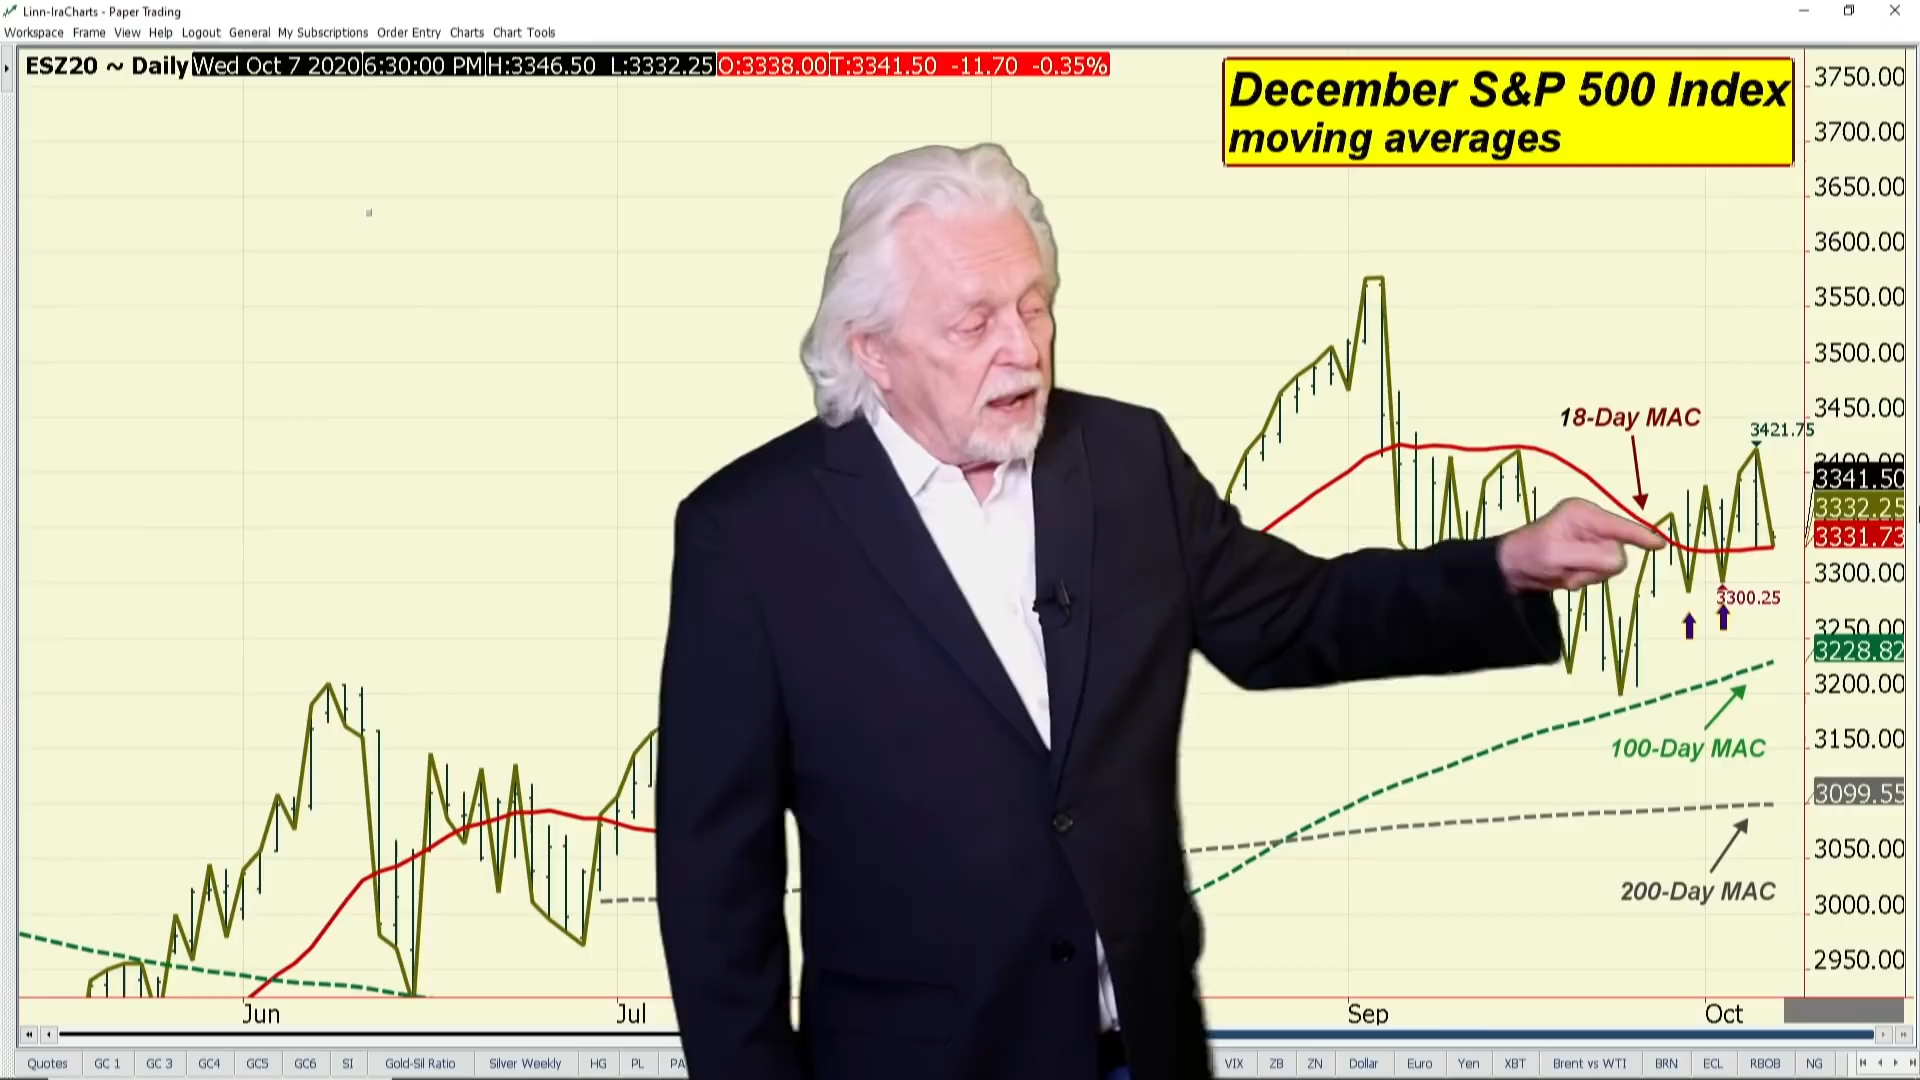 Linn-IraCharts - Paper Trading
Workspace Frame View Help Logout General My Subscriptions Order Entry Charts Chart Tools
ESZ20 ~ Daily Wed Oct 7 2020 6:30:00 PM H:3346.50 L:3332.25 O:3338.00 T:3341.50 -11.70 -0.35%
December S&P 500 Index
moving averages
3750.00
3700.00
3650.00
3600.00
3550.00
3500.00
3450.00
18-Day MAC
3421.75
3400.00
3341.50
3332.25
3331.73
3300.00
3300.25
3250.00
3228.82
3200.00
100-Day MAC
3150.00
3099.55
3050.00
200-Day MAC
3000.00
2950.00
Jun Jul Sep Oct
Quotes GC 1 GC 3 GC4 GC5 GC6 SI Gold-Sil Ratio Silver Weekly HG PL PA VIX ZB ZN Dollar Euro Yen XBT Brent vs WTI BRN ECL RBOB NG